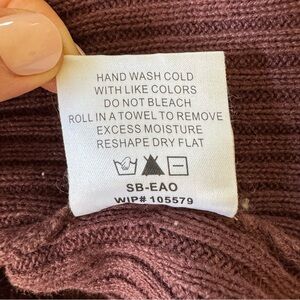 HAND WASH COLD
WITH LIKE COLORS
DO NOT BLEACH
ROLL IN A TOWEL TO REMOVE
EXCESS MOISTURE
RESHAPE DRY FLAT
SB-EAO
WIP# 105579